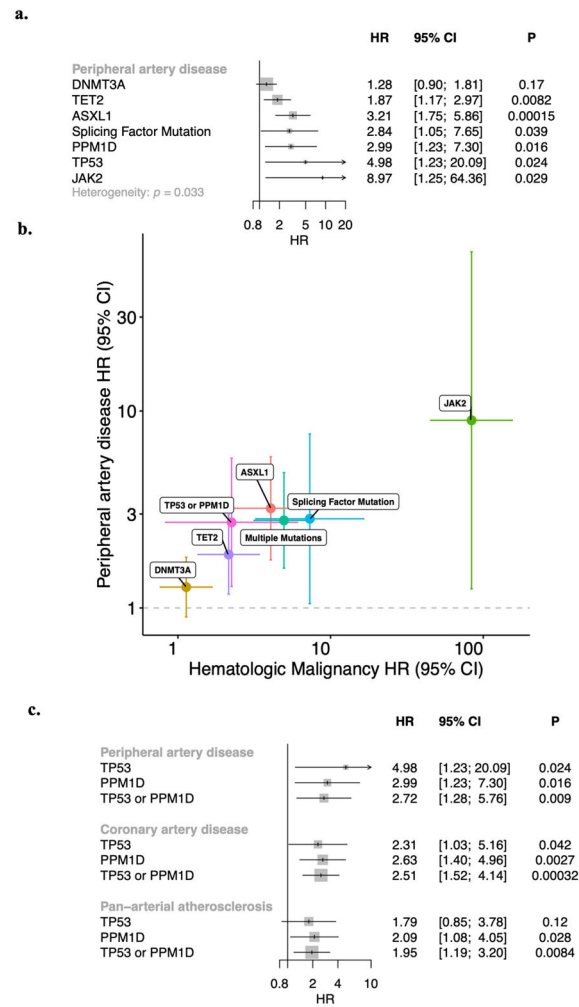 a.
HR 95% CI P
Peripheral artery disease
DNMT3A 1.28 [0.90; 1.81] 0.17
TET2 1.87 [1.17; 2.97] 0.0082
ASXL1 3.21 [1.75; 5.86] 0.00015
Splicing Factor Mutation 2.84 [1.05; 7.65] 0.039
PPM1D 2.99 [1.23; 7.30] 0.016
TP53 4.98 [1.23; 20.09] 0.024
JAK2 8.97 [1.25; 64.36] 0.029
Heterogeneity: p = 0.033
0.8 2 5 10 20
HR
b.
Peripheral artery disease HR (95% CI)
30
10
3
1
JAK2
ASXL1
TP53 or PPM1D
Splicing Factor Mutation
TET2
Multiple Mutations
DNMT3A
1 10 100
Hematologic Malignancy HR (95% CI)
c.
HR 95% CI P
Peripheral artery disease
TP53 4.98 [1.23; 20.09] 0.024
PPM1D 2.99 [1.23; 7.30] 0.016
TP53 or PPM1D 2.72 [1.28; 5.76] 0.009
Coronary artery disease
TP53 2.31 [1.03; 5.16] 0.042
PPM1D 2.63 [1.40; 4.96] 0.0027
TP53 or PPM1D 2.51 [1.52; 4.14] 0.00032
Pan–arterial atherosclerosis
TP53 1.79 [0.85; 3.78] 0.12
PPM1D 2.09 [1.08; 4.05] 0.028
TP53 or PPM1D 1.95 [1.19; 3.20] 0.0084
0.8 2 4 10
HR